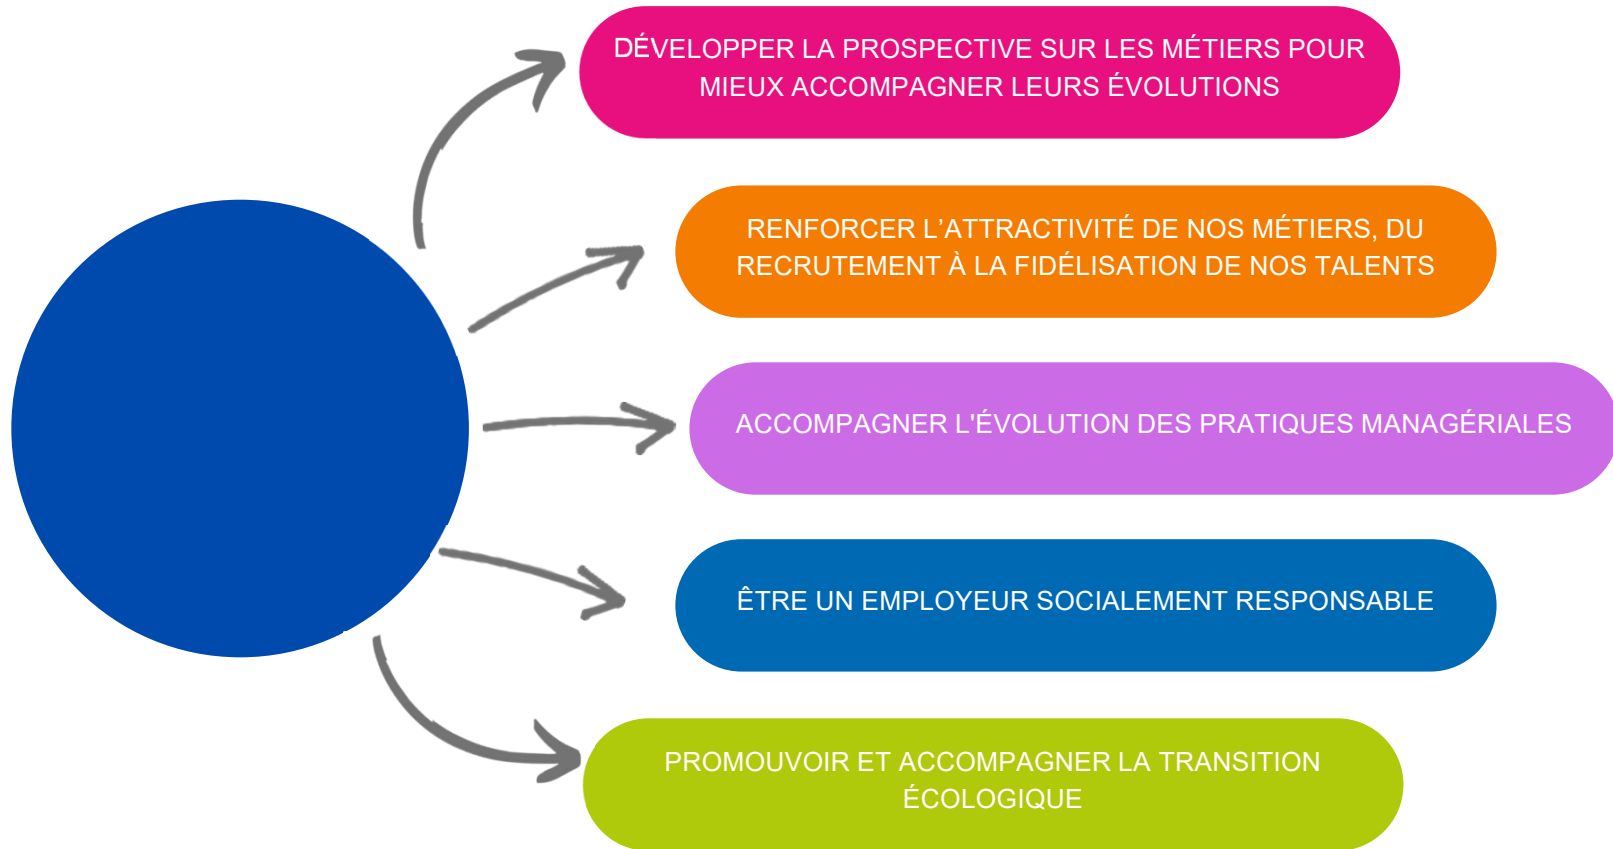 DÉVELOPPER LA PROSPECTIVE SUR LES MÉTIERS POUR
MIEUX ACCOMPAGNER LEURS ÉVOLUTIONS
RENFORCER L’ATTRACTIVITÉ DE NOS MÉTIERS, DU
RECRUTEMENT À LA FIDÉLISATION DE NOS TALENTS
ACCOMPAGNER L'ÉVOLUTION DES PRATIQUES MANAGÉRIALES
ÊTRE UN EMPLOYEUR SOCIALEMENT RESPONSABLE
PROMOUVOIR ET ACCOMPAGNER LA TRANSITION
ÉCOLOGIQUE